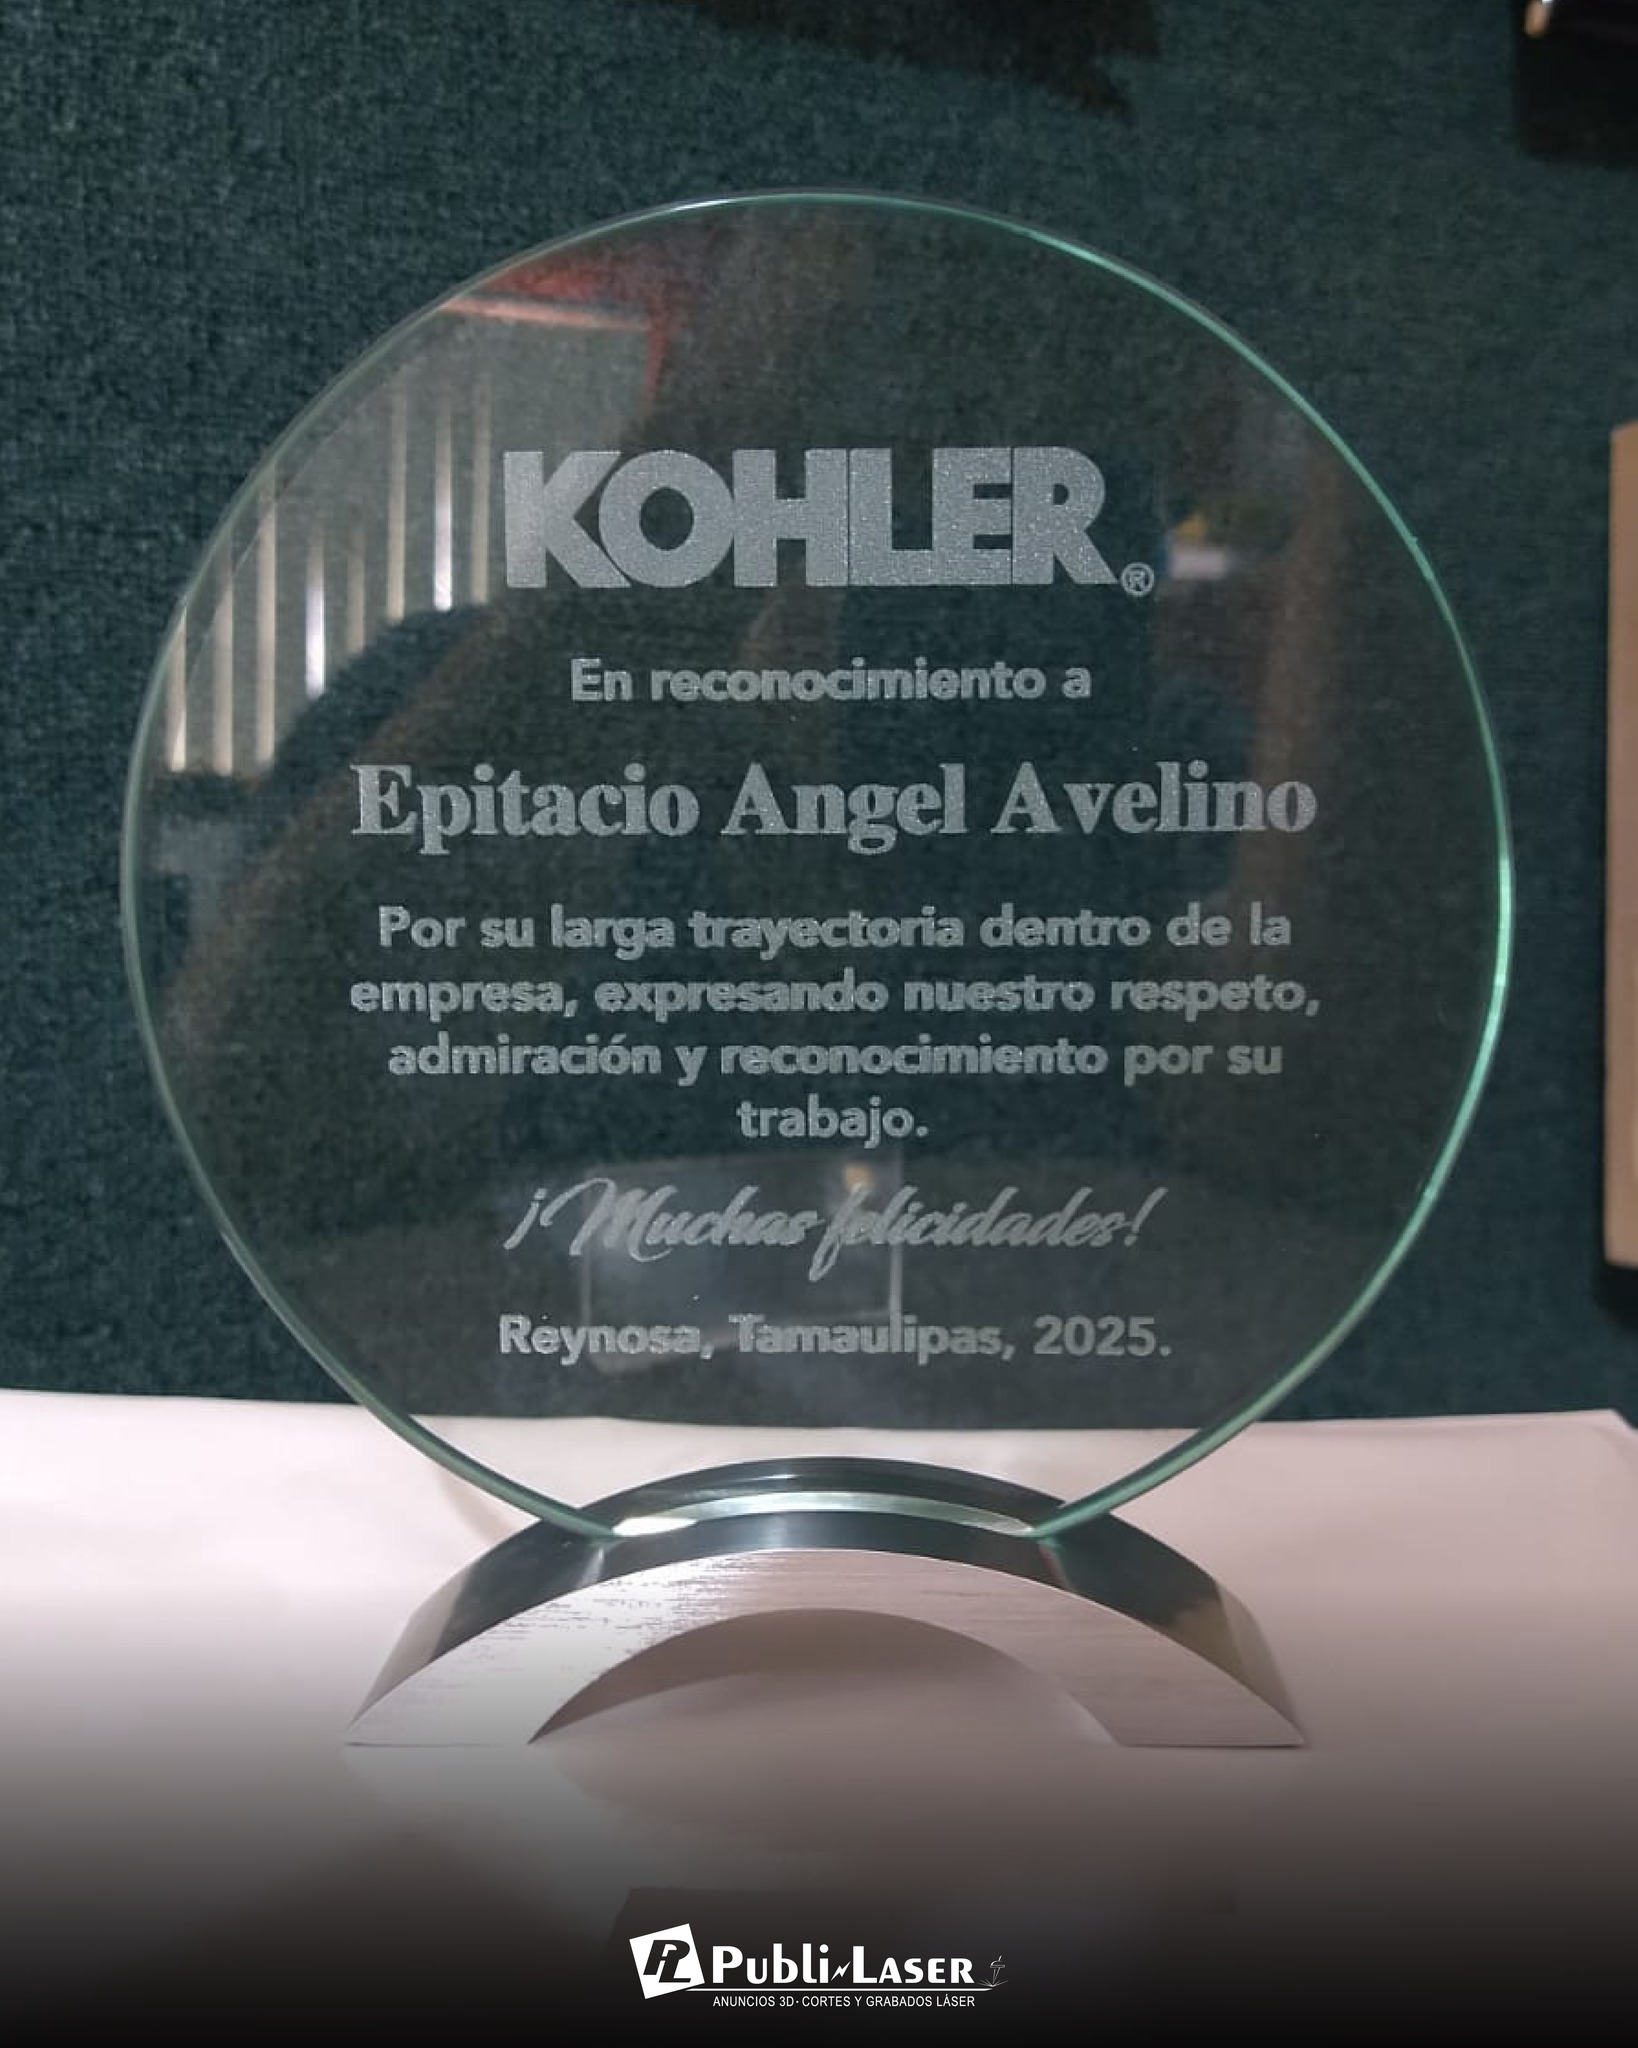 KOHLER®
En reconocimiento a
Epitacio Angel Avelino
Por su larga trayectoria dentro de la
empresa, expresando nuestro respeto,
admiración y reconocimiento por su
trabajo.
¡Muchas felicidades!
Reynosa, Tamaulipas, 2025.
PL PUBLI LASER
ANUNCIOS 3D · CORTES Y GRABADOS LÁSER